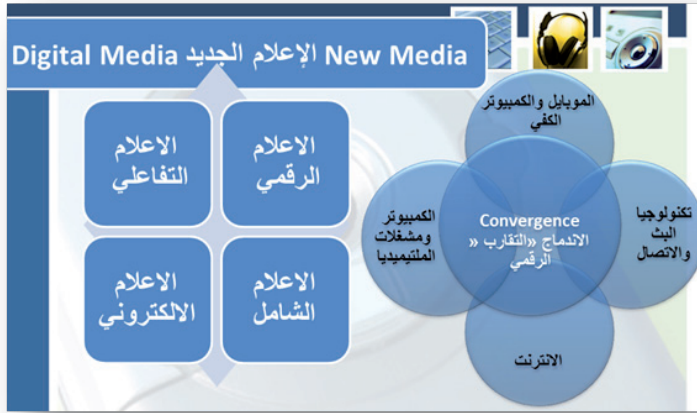 Digital Media الإعلام الجديد New Media
الاعلام
الرقمي
الاعلام
التفاعلي
الاعلام
الشامل
الاعلام
الالكتروني
الموبايل والكمبيوتر
الكفي
تكنولوجيا
البث
والاتصال
Convergence
الاندماج «التقارب «
الرقمي
الكمبيوتر
ومشغلات
الملتيميديا
الانترنت